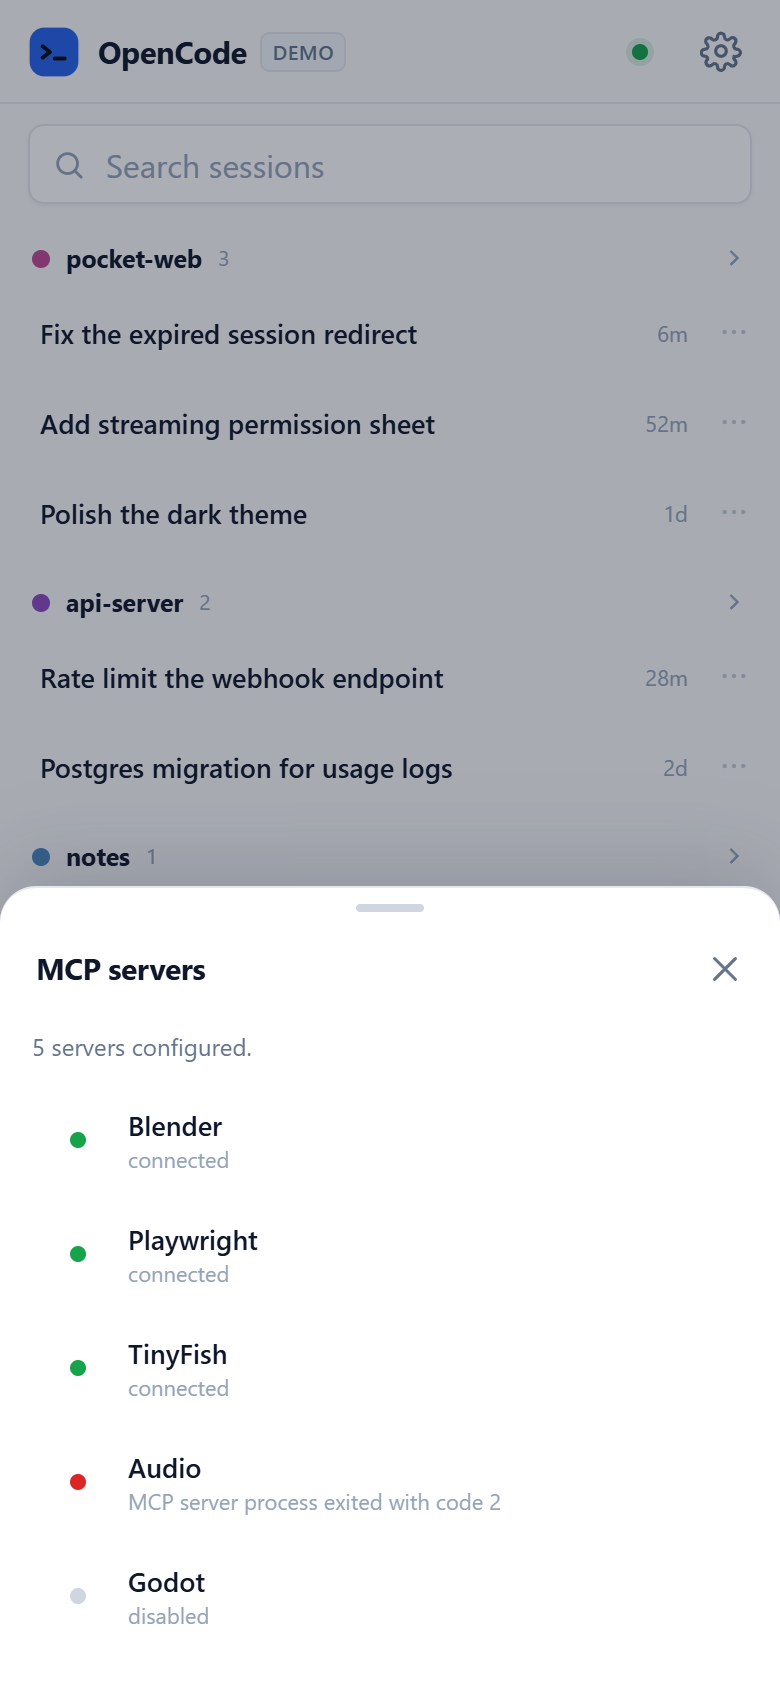 OpenCode DEMO
Search sessions
pocket-web 3
Fix the expired session redirect 6m
Add streaming permission sheet 52m
Polish the dark theme 1d
api-server 2
Rate limit the webhook endpoint 28m
Postgres migration for usage logs 2d
notes 1
MCP servers
5 servers configured.
Blender
connected
Playwright
connected
TinyFish
connected
Audio
MCP server process exited with code 2
Godot
disabled